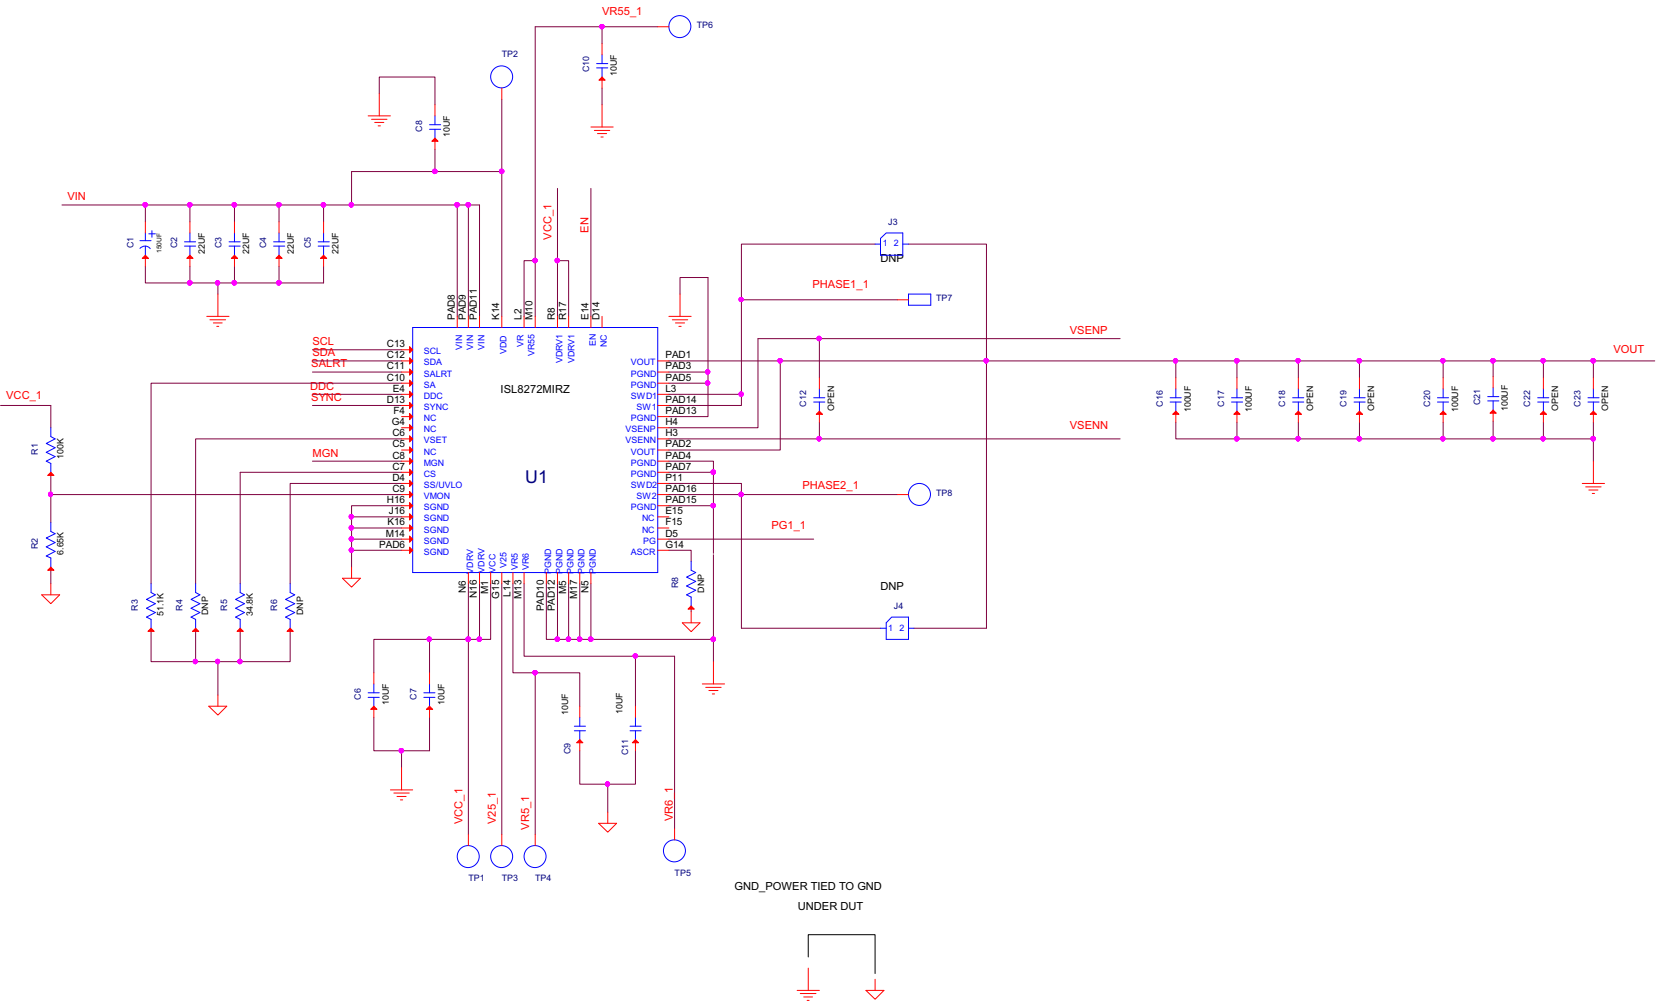 VR55_1
TP6
TP2
C10
10UF
C8
10UF
VIN
C1
+
150UF
C2
22UF
C3
22UF
C4
22UF
C5
22UF
VCC_1
EN
J3
1 2
DNP
PHASE1_1
TP7
VSENP
VOUT
VSENN
PAD8
PAD9
PAD11
K14
L2
M10
R8
R17
E14
D14
VIN
VIN
VIN
VDD
VR
VR55
VDRV1
VDRV1
EN
NC
SCL
SDA
SALRT
DDC
SYNC
MGN
C13
C12
C11
C10
E4
D13
F4
G4
C6
C5
C8
C7
D4
C9
H16
J16
K16
M14
PAD6
SCL
SDA
SALRT
SA
DDC
SYNC
NC
NC
VSET
NC
MGN
CS
SS/UVLO
VMON
SGND
SGND
SGND
SGND
SGND
ISL8272MIRZ
U1
VOUT
PGND
PGND
SWD1
SW1
PGND
VSENP
VSENN
VOUT
PGND
PGND
SWD2
SW2
PGND
NC
NC
PG
ASCR
PAD1
PAD3
PAD5
L3
PAD14
PAD13
H4
H3
PAD2
PAD4
PAD7
P11
PAD16
PAD15
E15
F15
D5
G14
VDRV
VDRV
VCC
V25
VR5
VR6
PGND
PGND
PGND
PGND
PGND
N6
N16
M1
G15
L14
M13
PAD10
PAD12
M5
M17
N5
VCC_1
R1
100K
R2
6.65K
R3
51.1K
R4
DNP
R5
34.8K
R6
DNP
C12
OPEN
C16
100UF
C17
100UF
C18
OPEN
C19
OPEN
C20
100UF
C21
100UF
C22
OPEN
C23
OPEN
PHASE2_1
TP8
PG1_1
R8
DNP
DNP
J4
1 2
C6
10UF
C7
10UF
10UF
C9
10UF
C11
VCC_1
V25_1
VR5_1
VR6_1
TP1
TP3
TP4
TP5
GND_POWER TIED TO GND
UNDER DUT